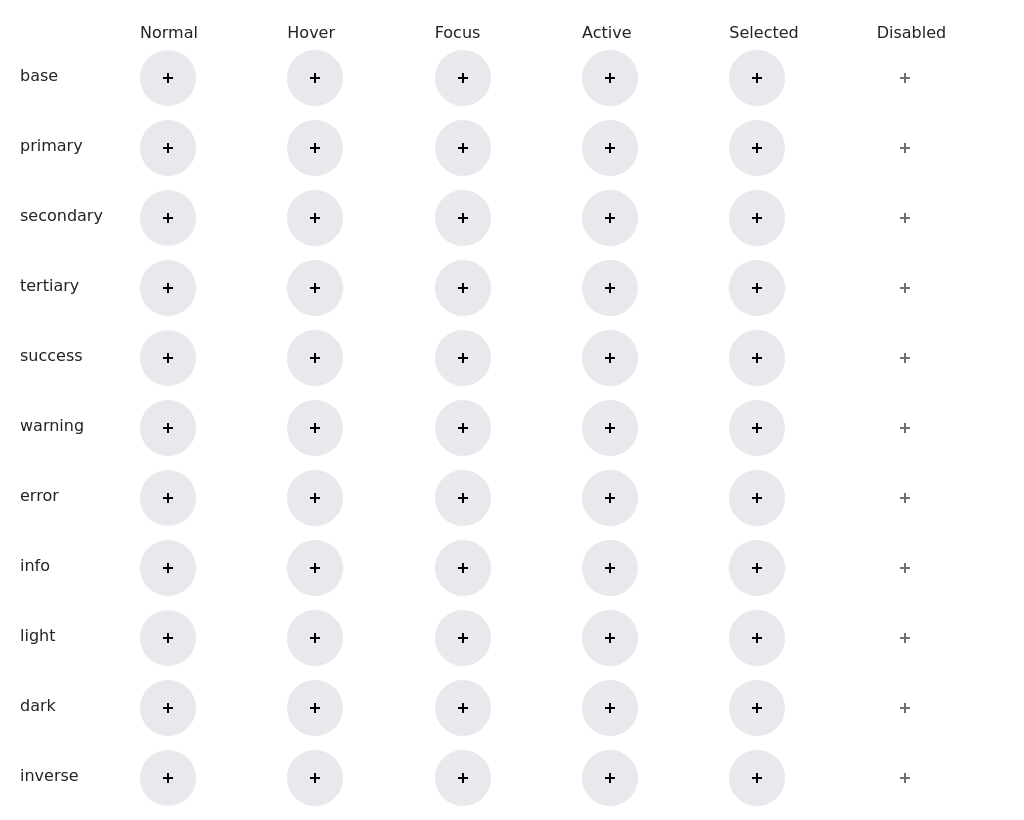 Normal Hover Focus Active Selected Disabled
base + + + + + +
primary + + + + + +
secondary + + + + + +
tertiary + + + + + +
success + + + + + +
warning + + + + + +
error + + + + + +
info + + + + + +
light + + + + + +
dark + + + + + +
inverse + + + + + +